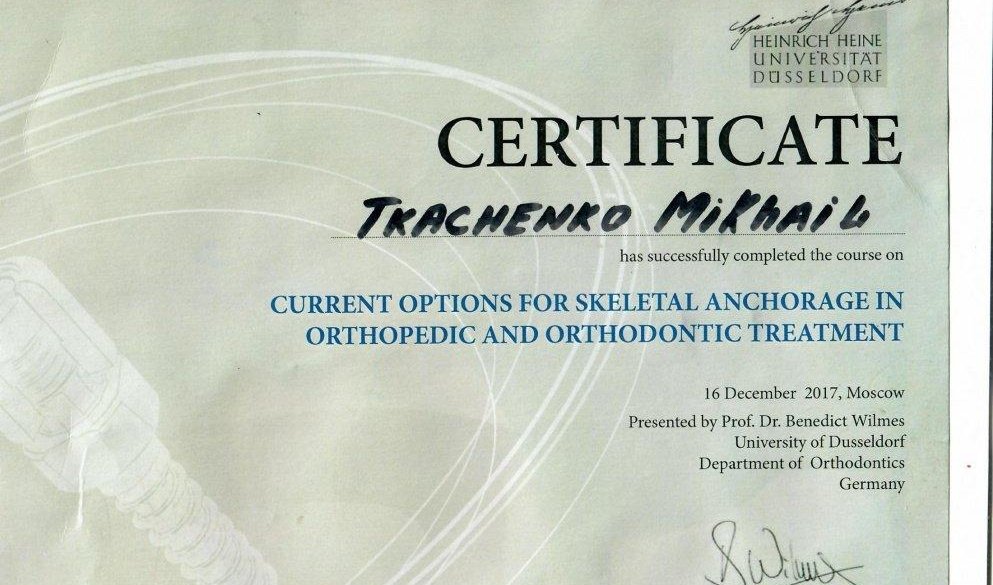 HEINRICH HEINE
UNIVERSITÄT
DÜSSELDORF
CERTIFICATE
TKACHENKO MiKhAiL
has successfully completed the course on
CURRENT OPTIONS FOR SKELETAL ANCHORAGE IN
ORTHOPEDIC AND ORTHODONTIC TREATMENT
16 December 2017, Moscow
Presented by Prof. Dr. Benedict Wilmes
University of Dusseldorf
Department of Orthodontics
Germany